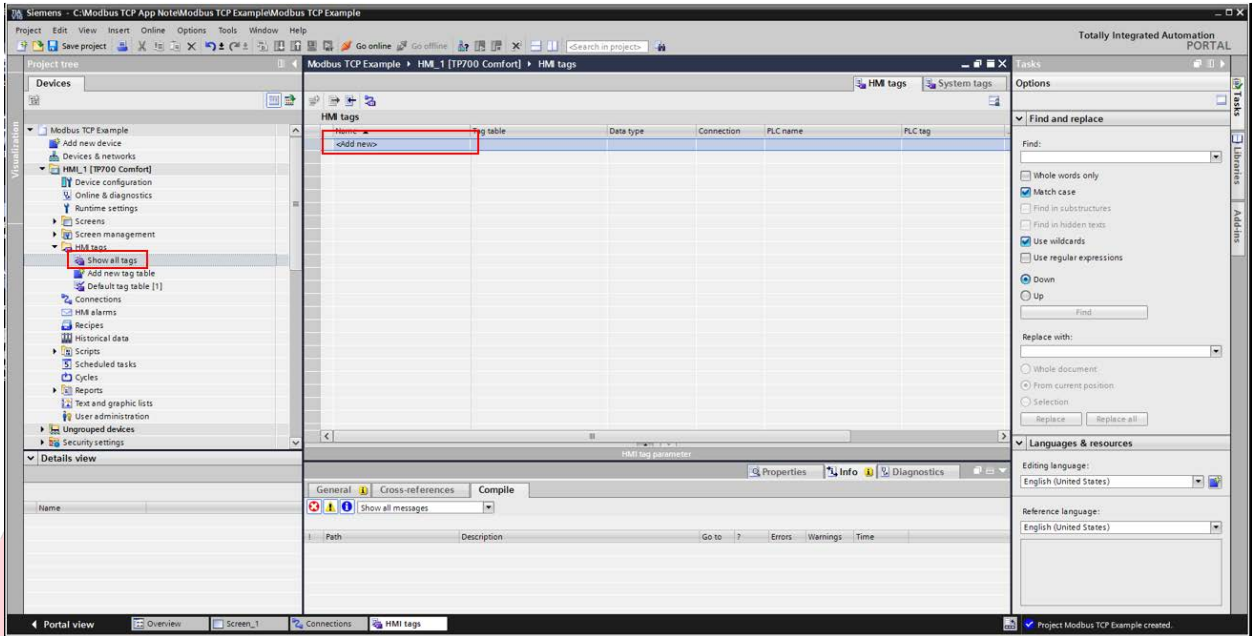 Siemens - C:\Modbus TCP App Note\Modbus TCP Example\Modbus TCP Example
Project Edit View Insert Online Options Tools Window Help
Totally Integrated Automation
PORTAL
Save project Go online Go offline <Search in project>
Project tree
Devices
Visualization
Modbus TCP Example
Add new device
Devices & networks
HMI_1 [TP700 Comfort]
Device configuration
Online & diagnostics
Runtime settings
Screens
Screen management
HMI tags
Show all tags
Add new tag table
Default tag table [1]
Connections
HMI alarms
Recipes
Historical data
Scripts
Scheduled tasks
Cycles
Reports
Text and graphic lists
User administration
Ungrouped devices
Security settings
Details view
Name
Modbus TCP Example HMI_1 [TP700 Comfort] HMI tags
HMI tags System tags
HMI tags
Name Tag table Data type Connection PLC name PLC tag
<Add new>
HMI tag parameter
Properties Info Diagnostics
General Cross-references Compile
Show all messages
! Path Description Go to ? Errors Warnings Time
Tasks
Options
Find and replace
Find:
Whole words only
Match case
Find in substructures
Find in hidden texts
Use wildcards
Use regular expressions
Down
Up
Find
Replace with:
Whole document
From current position
Selection
Replace Replace all
Languages & resources
Editing language:
English (United States)
Reference language:
English (United States)
Tasks
Libraries
Add-ins
Portal view Overview Screen_1 Connections HMI tags Project Modbus TCP Example created.